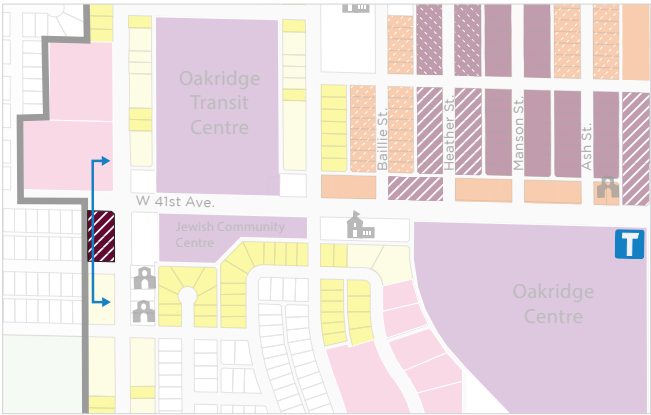 Oakridge
Transit
Centre
Baillie St.
Heather St.
Manson St.
Ash St.
W 41st Ave.
Jewish Community
Centre
T
Oakridge
Centre